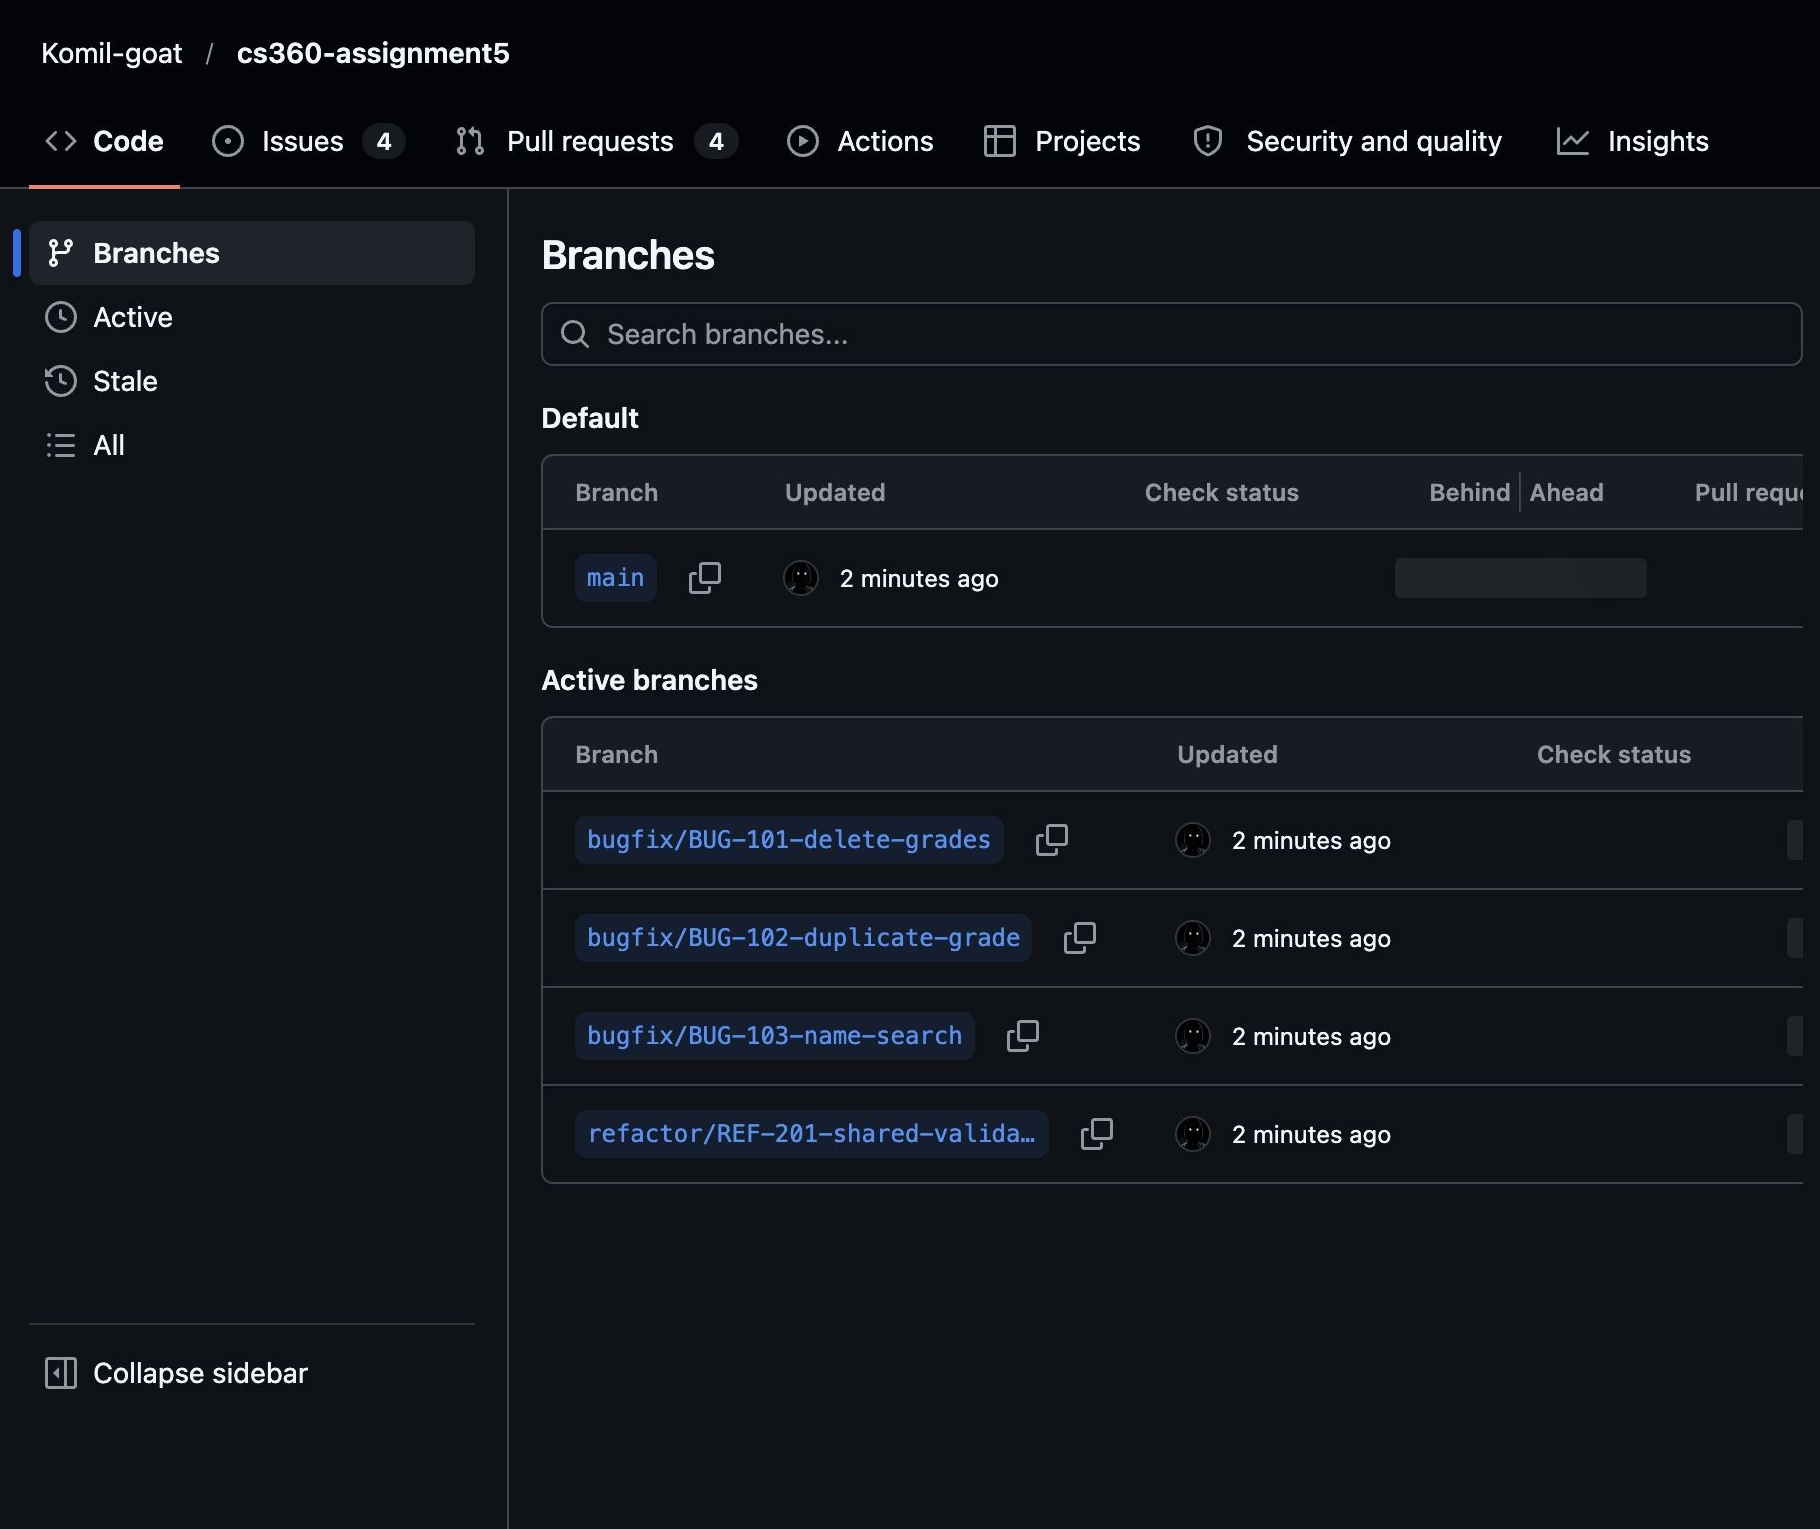 Komil-goat / cs360-assignment5
Code Issues 4 Pull requests 4 Actions Projects Security and quality Insights
Branches
Active
Stale
All
Collapse sidebar
Branches
Search branches...
Default
Branch Updated Check status Behind Ahead Pull requ
main 2 minutes ago
Active branches
Branch Updated Check status
bugfix/BUG-101-delete-grades 2 minutes ago
bugfix/BUG-102-duplicate-grade 2 minutes ago
bugfix/BUG-103-name-search 2 minutes ago
refactor/REF-201-shared-valida… 2 minutes ago